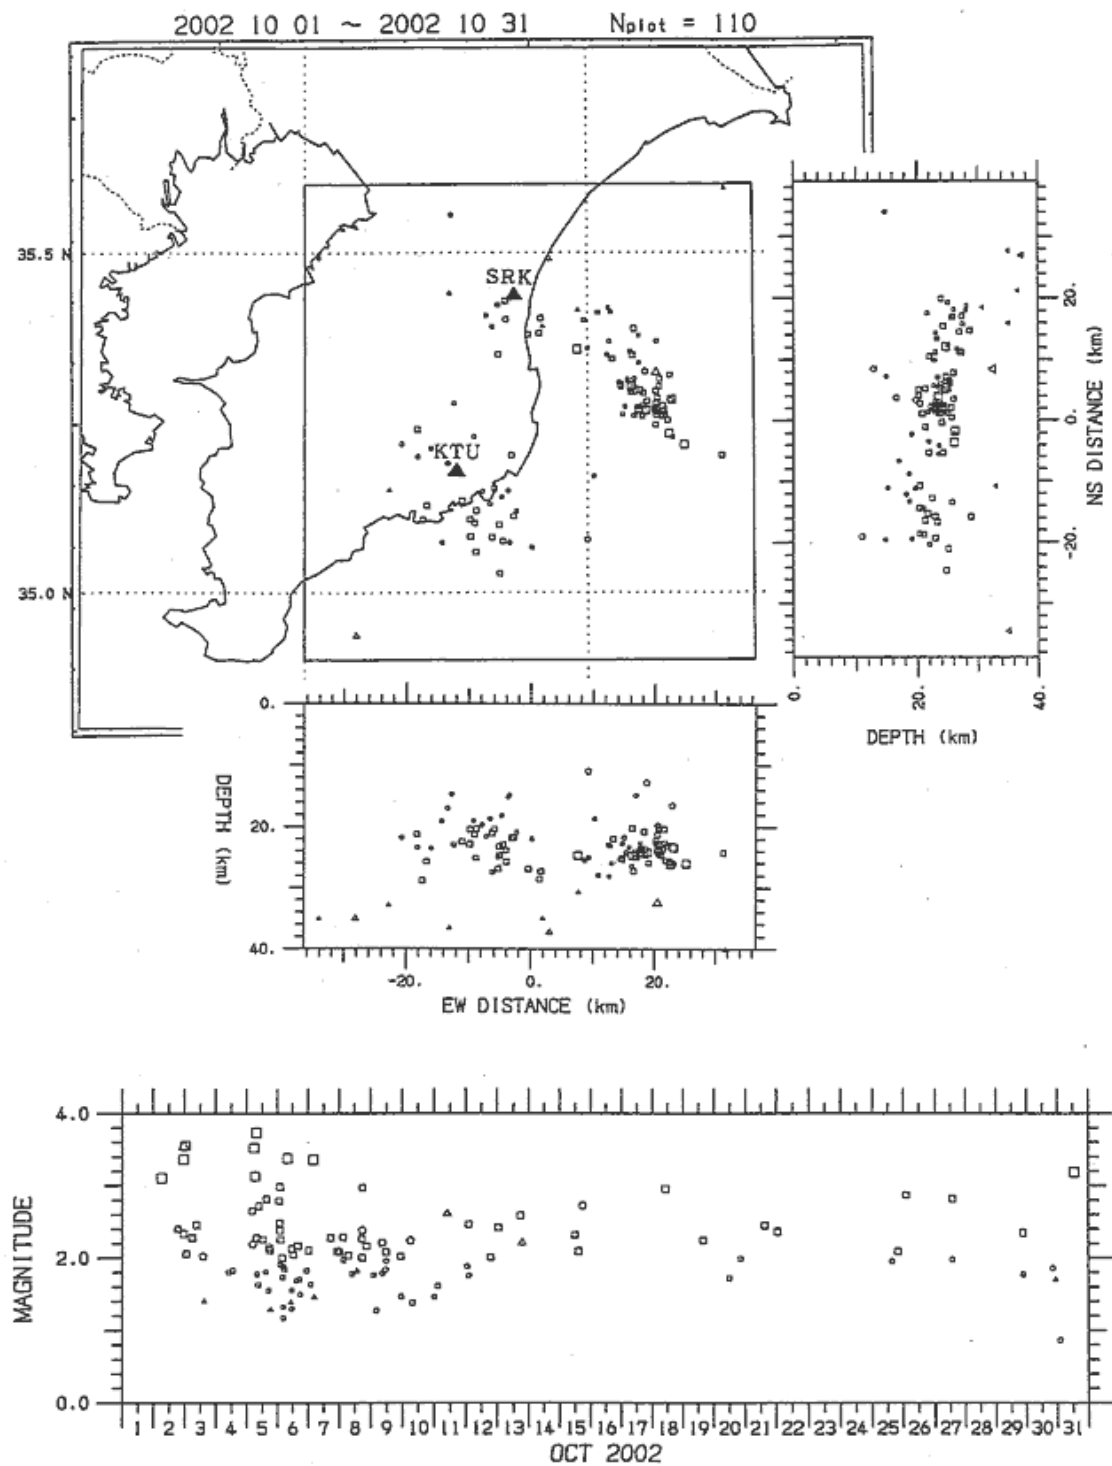 2002 10 01 ~ 2002 10 31 Nplot = 110
35.5 N
35.0 N
SRK
KTU
20.
0.
-20.
NS DISTANCE (km)
0. 20. 40.
DEPTH (km)
0.
20.
40.
DEPTH (km)
-20. 0. 20.
EW DISTANCE (km)
4.0
2.0
0.0
MAGNITUDE
1 2 3 4 5 6 7 8 9 10 11 12 13 14 15 16 17 18 19 20 21 22 23 24 25 26 27 28 29 30 31
OCT 2002